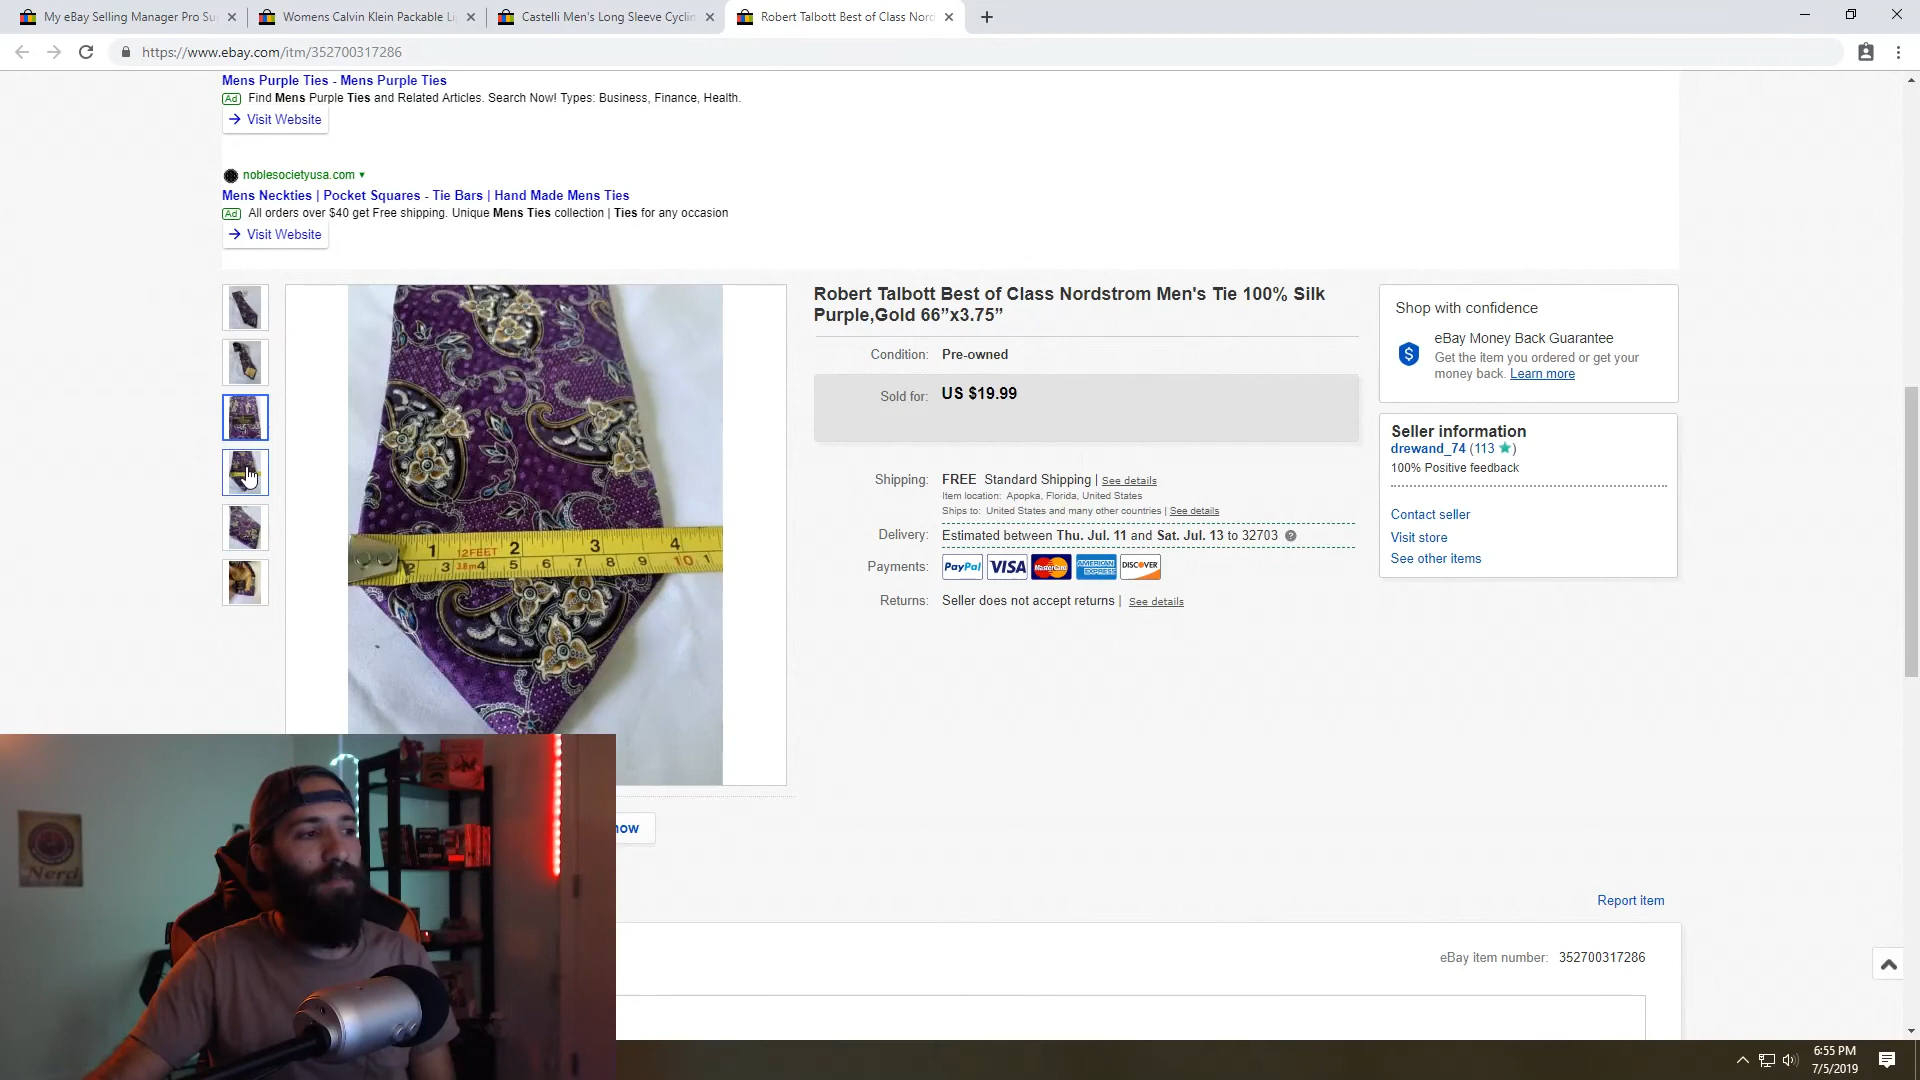 My eBay Selling Manager Pro Su
Womens Calvin Klein Packable Li
Castelli Men's Long Sleeve Cyclin
Robert Talbott Best of Class Nord
https://www.ebay.com/itm/352700317286
Mens Purple Ties - Mens Purple Ties
Ad Find Mens Purple Ties and Related Articles. Search Now! Types: Business, Finance, Health.
→ Visit Website
noblesocietyusa.com ▾
Mens Neckties | Pocket Squares - Tie Bars | Hand Made Mens Ties
Ad All orders over $40 get Free shipping. Unique Mens Ties collection | Ties for any occasion
→ Visit Website
Robert Talbott Best of Class Nordstrom Men's Tie 100% Silk
Purple,Gold 66”x3.75”
Condition: Pre-owned
Sold for: US $19.99
Shipping: FREE Standard Shipping | See details
Item location: Apopka, Florida, United States
Ships to: United States and many other countries | See details
Delivery: Estimated between Thu. Jul. 11 and Sat. Jul. 13 to 32703
Payments: PayPal VISA MasterCard AMERICAN EXPRESS DISCOVER
Returns: Seller does not accept returns | See details
Shop with confidence
eBay Money Back Guarantee
Get the item you ordered or get your
money back. Learn more
Seller information
drewand_74 (113 ★)
100% Positive feedback
Contact seller
Visit store
See other items
1 12FEET 2 3 4
2 3 3.8m 4 5 6 7 8 9 10
now
Nerd
Report item
eBay item number: 352700317286
6:55 PM
7/5/2019